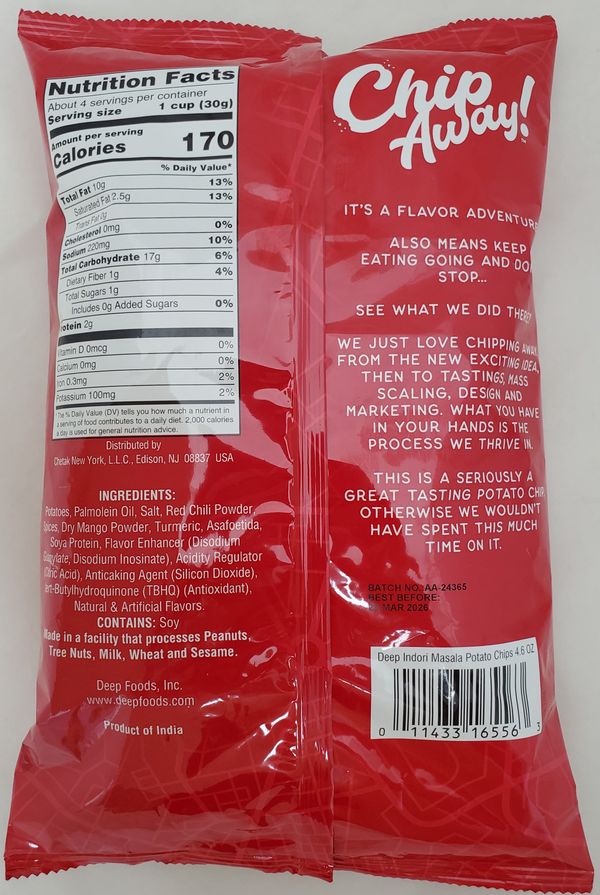 Nutrition Facts
About 4 servings per container
Serving size 1 cup (30g)
Amount per serving
Calories 170
% Daily Value*
Total Fat 10g 13%
Saturated Fat 2.5g 13%
Trans Fat 0g
Cholesterol 0mg 0%
Sodium 220mg 10%
Total Carbohydrate 17g 6%
Dietary Fiber 1g 4%
Total Sugars 1g
Includes 0g Added Sugars 0%
otein 2g
itamin D 0mcg 0%
Calcium 0mg 0%
ron 0.3mg 2%
Potassium 100mg 2%
*The % Daily Value (DV) tells you how much a nutrient in
a serving of food contributes to a daily diet. 2,000 calories
a day is used for general nutrition advice.
Distributed by
Chetak New York, L.L.C., Edison, NJ 08837 USA
INGREDIENTS:
Potatoes, Palmolein Oil, Salt, Red Chili Powder,
Spices, Dry Mango Powder, Turmeric, Asafoetida,
Soya Protein, Flavor Enhancer (Disodium
Guanylate, Disodium Inosinate), Acidity Regulator
(Citric Acid), Anticaking Agent (Silicon Dioxide),
ert-Butylhydroquinone (TBHQ) (Antioxidant),
Natural & Artificial Flavors.
CONTAINS: Soy
Made in a facility that processes Peanuts,
Tree Nuts, Milk, Wheat and Sesame.
Deep Foods, Inc.
www.deepfoods.com
Product of India
Chip
Away!
IT'S A FLAVOR ADVENTURE
ALSO MEANS KEEP
EATING GOING AND DO
STOP...
SEE WHAT WE DID THERE?
WE JUST LOVE CHIPPING AWAY
FROM THE NEW EXCITING IDEA,
THEN TO TASTINGS, MASS
SCALING, DESIGN AND
MARKETING. WHAT YOU HAVE
IN YOUR HANDS IS THE
PROCESS WE THRIVE IN.
THIS IS A SERIOUSLY A
GREAT TASTING POTATO CHIP
OTHERWISE WE WOULDN'T
HAVE SPENT THIS MUCH
TIME ON IT.
BATCH NO.:AA-24365
BEST BEFORE:
MAR 2026
Deep Indori Masala Potato Chips 4.6 OZ
0 11433 16556 3